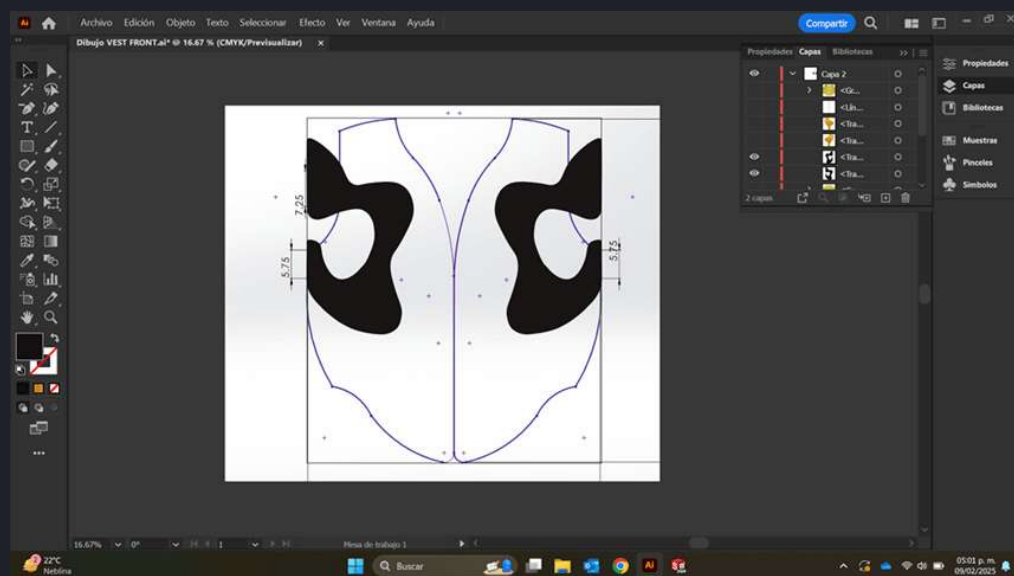 Ai Archivo Edición Objeto Texto Seleccionar Efecto Ver Ventana Ayuda Compartir
Dibujo VEST FRONT.ai* @ 16.67 % (CMYK/Previsualizar) ×
Propiedades Capas Bibliotecas
Capa 2
<Gr...
<Lín...
<Tra...
<Tra...
<Tra...
<Tra...
2 capas
Propiedades
Capas
Bibliotecas
Muestras
Pinceles
Símbolos
7.25
5.75
5.75
16.67% 0° 1 Mesa de trabajo 1
22°C
Neblina
Buscar
Ai
05:01 p. m.
09/02/2025